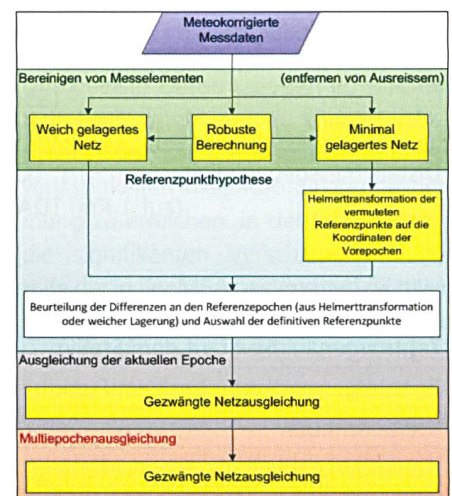 Meteokorrigierte
Messdaten
Bereinigen von Messelementen (entfernen von Ausreissern)
Weich gelagertes
Netz
Robuste
Berechnung
Minimal
gelagertes Netz
Referenzpunkthypothese
Helmerttransformation der
vermuteten
Referenzpunkte auf die
Koordinaten der
Vorepochen
Beurteilung der Differenzen an den Referenzepochen (aus Helmerttransformation
oder weicher Lagerung) und Auswahl der definitiven Referenzpunkte
Ausgleichung der aktuellen Epoche
Gezwängte Netzausgleichung
Multiepochenausgleichung
Gezwängte Netzausgleichung